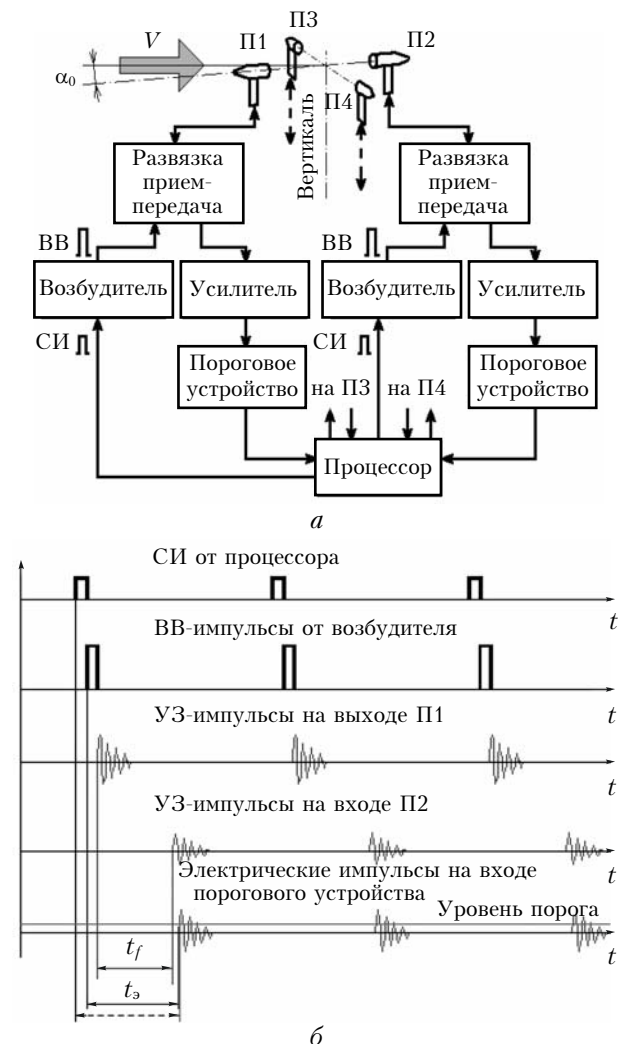 П3
V
П1
П2
α₀
П4
Вертикаль
Развязка
прием-
передача
Развязка
прием-
передача
ВВ
ВВ
Возбудитель
Усилитель
Возбудитель
Усилитель
СИ
СИ
Пороговое
устройство
на П3
на П4
Пороговое
устройство
Процессор
а
СИ от процессора
t
ВВ-импульсы от возбудителя
t
УЗ-импульсы на выходе П1
t
УЗ-импульсы на входе П2
t
Электрические импульсы на входе
порогового устройства
Уровень порога
t
t_f
t_э
б